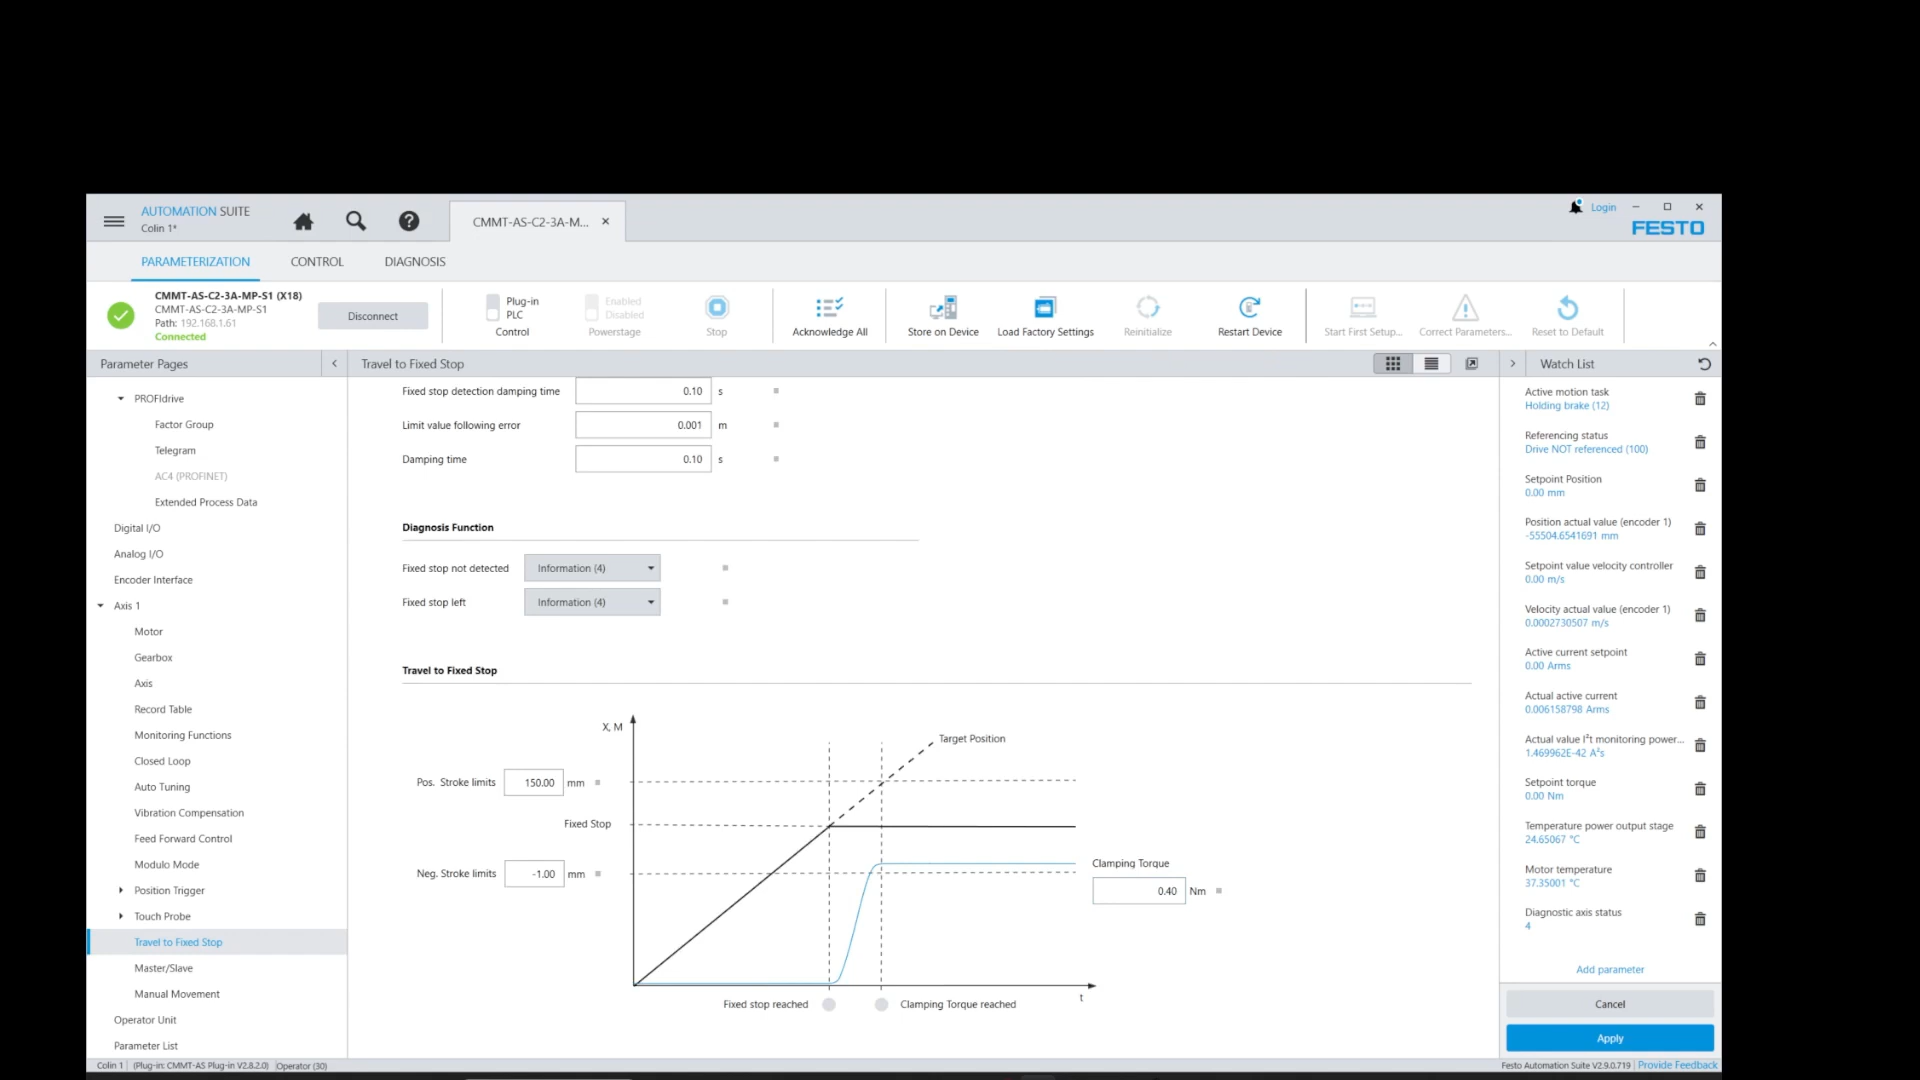 AUTOMATION SUITE
Colin 1*
CMMT-AS-C2-3A-M...
Login
FESTO
PARAMETERIZATION
CONTROL
DIAGNOSIS
CMMT-AS-C2-3A-MP-S1 (X18)
CMMT-AS-C2-3A-MP-S1
Path: 192.168.1.61
Connected
Disconnect
Plug-in
PLC
Control
Enabled
Disabled
Powerstage
Stop
Acknowledge All
Store on Device
Load Factory Settings
Reinitialize
Restart Device
Start First Setup...
Correct Parameters...
Reset to Default
Parameter Pages
PROFIdrive
Factor Group
Telegram
AC4 (PROFINET)
Extended Process Data
Digital I/O
Analog I/O
Encoder Interface
Axis 1
Motor
Gearbox
Axis
Record Table
Monitoring Functions
Closed Loop
Auto Tuning
Vibration Compensation
Feed Forward Control
Modulo Mode
Position Trigger
Touch Probe
Travel to Fixed Stop
Master/Slave
Manual Movement
Operator Unit
Parameter List
Travel to Fixed Stop
Fixed stop detection damping time 0.10 s
Limit value following error 0.001 m
Damping time 0.10 s
Diagnosis Function
Fixed stop not detected Information (4)
Fixed stop left Information (4)
Travel to Fixed Stop
X, M
Target Position
Pos. Stroke limits 150.00 mm
Fixed Stop
Neg. Stroke limits -1.00 mm
Clamping Torque
0.40 Nm
t
Fixed stop reached
Clamping Torque reached
Watch List
Active motion task
Holding brake (12)
Referencing status
Drive NOT referenced (100)
Setpoint Position
0.00 mm
Position actual value (encoder 1)
-55504.6541691 mm
Setpoint value velocity controller
0.00 m/s
Velocity actual value (encoder 1)
0.0002730507 m/s
Active current setpoint
0.00 Arms
Actual active current
0.006158798 Arms
Actual value I²t monitoring power...
1.469962E-42 A²s
Setpoint torque
0.00 Nm
Temperature power output stage
24.65067 °C
Motor temperature
37.35001 °C
Diagnostic axis status
4
Add parameter
Cancel
Apply
Colin 1 (Plug-in: CMMT-AS Plug-in V2.8.2.0) Operator (30)
Festo Automation Suite V2.9.0.719 Provide Feedback